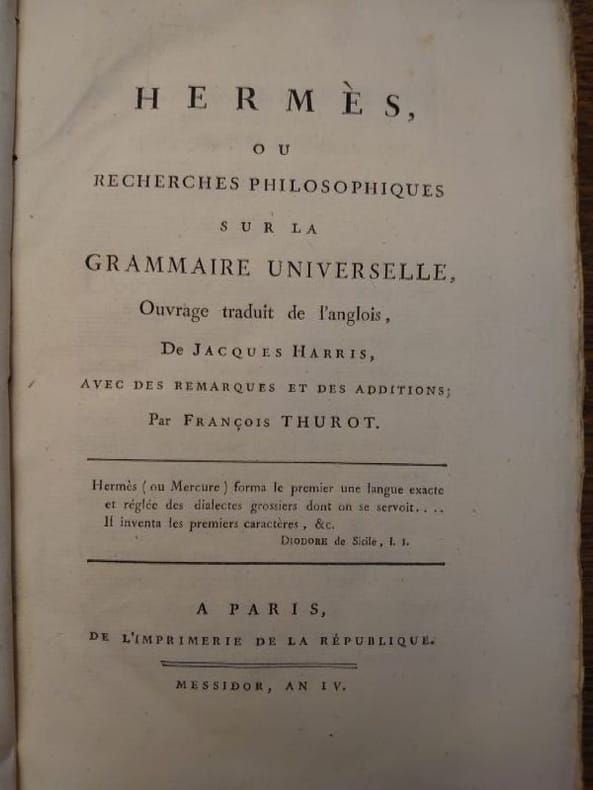 HERMÈS,
OU
RECHERCHES PHILOSOPHIQUES
SUR LA
GRAMMAIRE UNIVERSELLE,
Ouvrage traduit de l'anglois,
De JACQUES HARRIS,
AVEC DES REMARQUES ET DES ADDITIONS;
Par FRANÇOIS THUROT.
Hermès (ou Mercure) forma le premier une langue exacte
et réglée des dialectes grossiers dont on se servoit....
Il inventa les premiers caractères, &c.
DIODORE de Sicile, l. 1.
A PARIS,
DE L'IMPRIMERIE DE LA RÉPUBLIQUE.
MESSIDOR, AN IV.